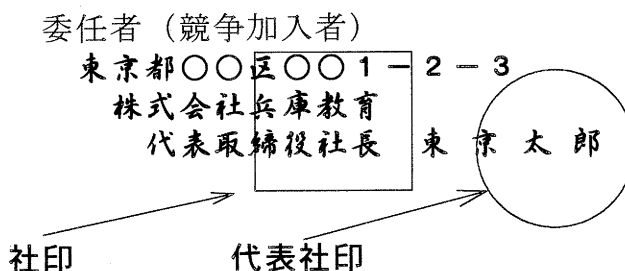 委任者（競争加入者）
東京都〇〇区〇〇１－２－３
株式会社兵庫教育
代表取締役社長　東京太郎
社印
代表社印